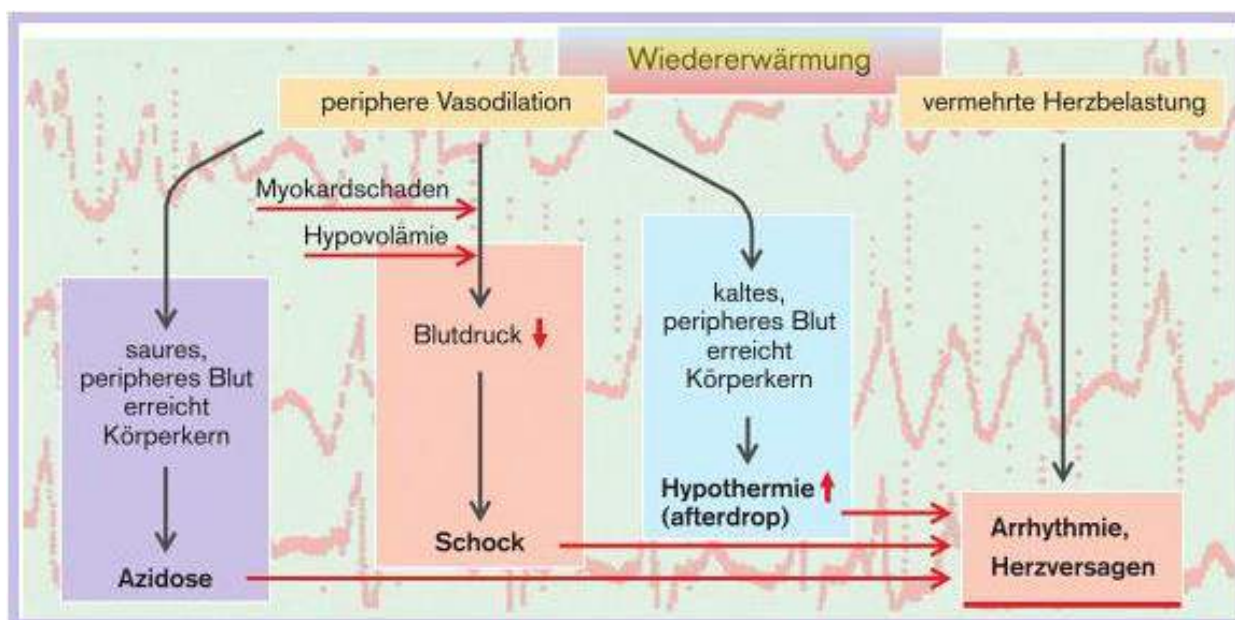 Wiedererwärmung
periphere Vasodilation
vermehrte Herzbelastung
Myokardschaden
Hypovolämie
saures,
peripheres Blut
erreicht
Körperkern
Azidose
Blutdruck
Schock
kaltes,
peripheres Blut
erreicht
Körperkern
Hypothermie
(afterdrop)
Arrhythmie,
Herzversagen